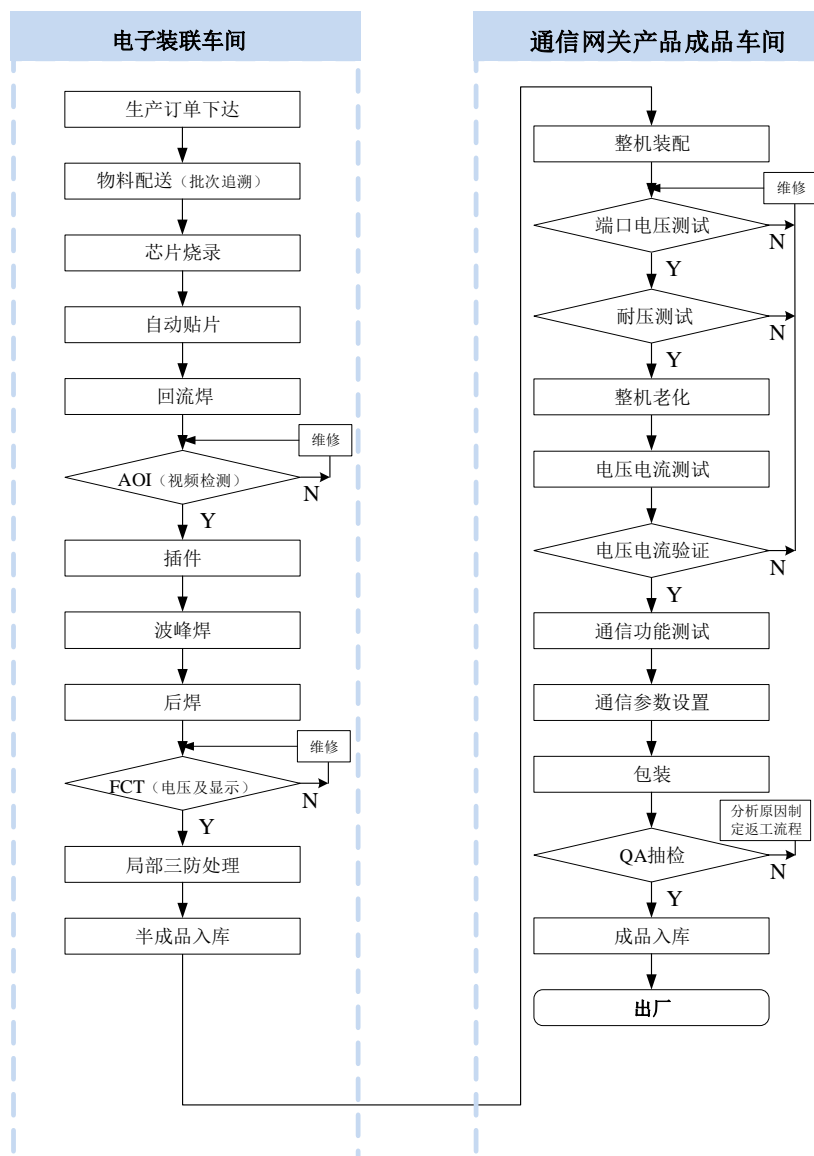 电子装联车间
生产订单下达
物料配送（批次追溯）
芯片烧录
自动贴片
回流焊
维修
AOI（视频检测）
N
Y
插件
波峰焊
后焊
维修
FCT（电压及显示）
N
Y
局部三防处理
半成品入库
通信网关产品成品车间
整机装配
维修
端口电压测试
N
Y
耐压测试
N
Y
整机老化
电压电流测试
电压电流验证
N
Y
通信功能测试
通信参数设置
包装
分析原因制
定返工流程
QA抽检
N
Y
成品入库
出厂